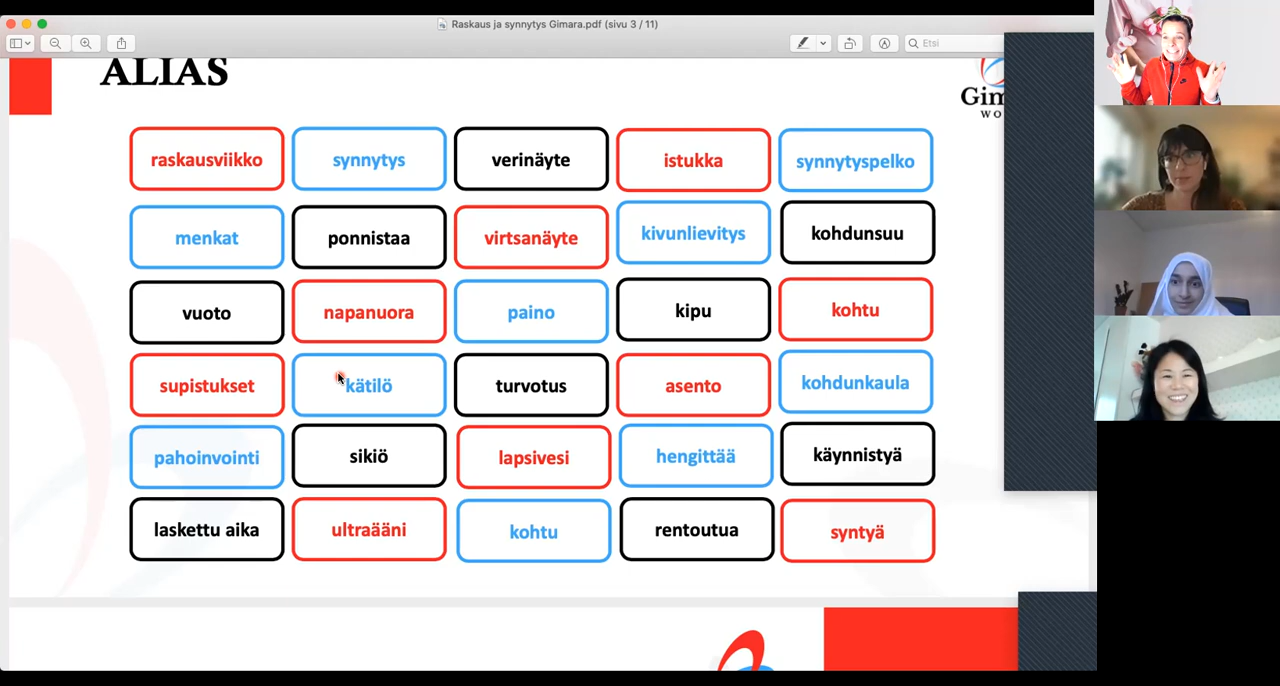 Raskaus ja synnytys Gimara.pdf (sivu 3 / 11)
Etsi
ALIAS
raskausviikko
synnytys
verinäyte
istukka
synnytyspelko
menkat
ponnistaa
virtsanäyte
kivunlievitys
kohdunsuu
vuoto
napanuora
paino
kipu
kohtu
supistukset
kätilö
turvotus
asento
kohdunkaula
pahoinvointi
sikiö
lapsivesi
hengittää
käynnistyä
laskettu aika
ultraääni
kohtu
rentoutua
syntyä